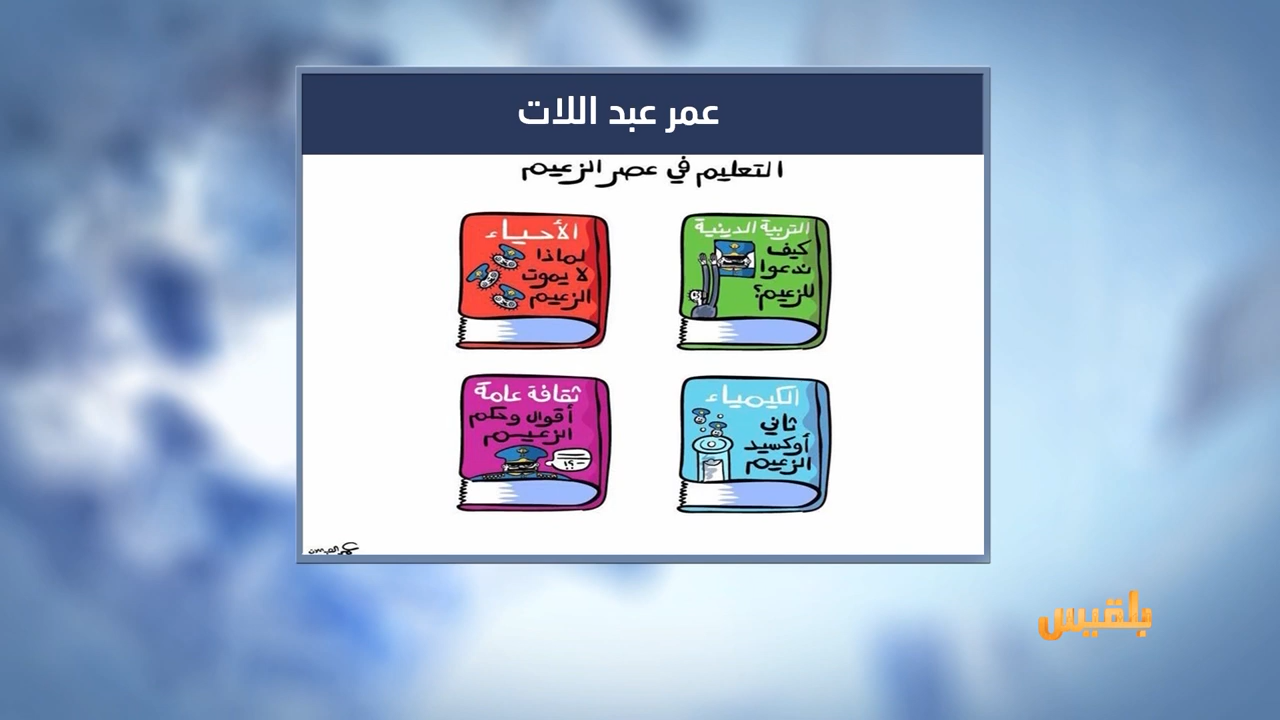 عمر عبد اللات
التعليم في عصر الزعيم
التربية الدينية
كيف
ندعوا
للزعيم؟
الأحياء
لماذا
لا يموت
الزعيم
الكيمياء
ثاني
أوكسيد
الزعيم
ثقافة عامة
أقوال وحكم
الزعيم
؟!
بلقيس